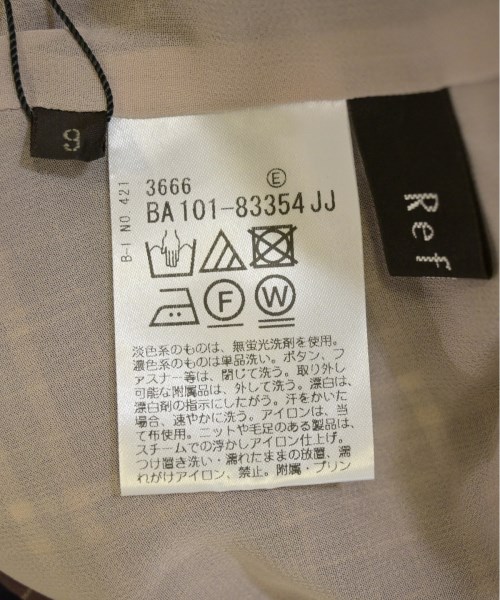 9
B-I NO.421
3666 Ⓔ
BA101-83354JJ
F W
淡色系のものは、無蛍光洗剤を使用。
濃色系のものは単品洗い。ボタン、フ
ァスナー等は、閉じて洗う。取り外し
可能な附属品は、外して洗う。漂白は、
漂白剤の指示にしたがう。汗をかいた
場合、速やかに洗う。アイロンは、当
て布使用。ニットや毛足のある製品は、
スチームでの浮かしアイロン仕上げ。
つけ置き洗い・濡れたままの放置、濡
れがけアイロン、禁止。附属・プリン
Ref